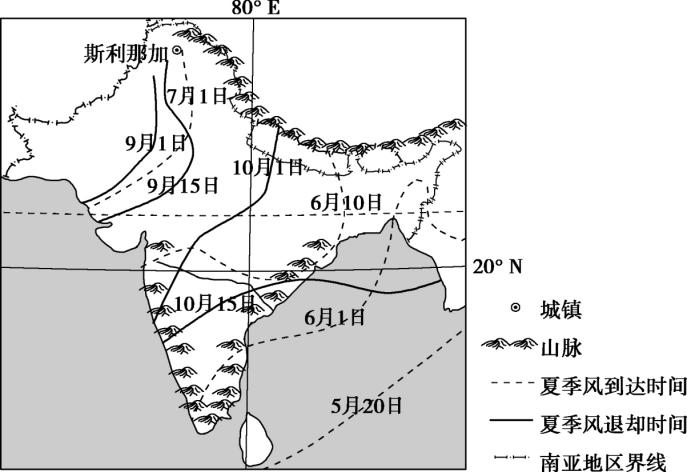 80° E
斯利那加
7月1日
9月1日
10月1日
9月15日
6月10日
20° N
10月15日
6月1日
5月20日
城镇
山脉
夏季风到达时间
夏季风退却时间
南亚地区界线